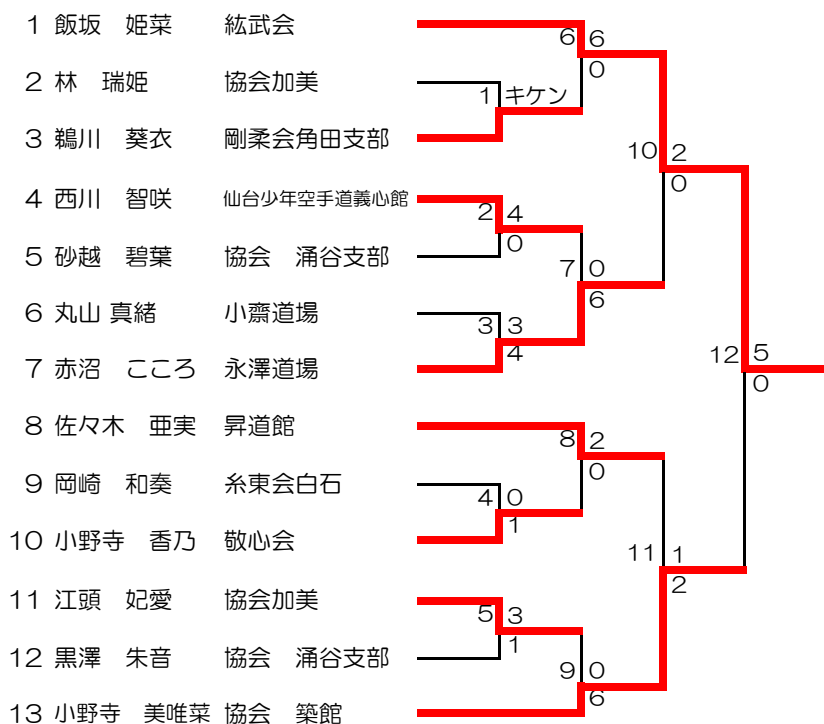 1 飯坂 姫菜 紘武会
2 林 瑞姫 協会加美
3 鵜川 葵衣 剛柔会角田支部
4 西川 智咲 仙台少年空手道義心館
5 砂越 碧葉 協会 涌谷支部
6 丸山 真緒 小齋道場
7 赤沼 こころ 永澤道場
8 佐々木 亜実 昇道館
9 岡崎 和奏 糸東会白石
10 小野寺 香乃 敬心会
11 江頭 妃愛 協会加美
12 黒澤 朱音 協会 涌谷支部
13 小野寺 美唯菜 協会 築館
6 6
0
1 キケン
10 2
0
2 4
0
7 0
6
3 3
4
12 5
0
8 2
0
4 0
1
11 1
2
5 3
1
9 0
6